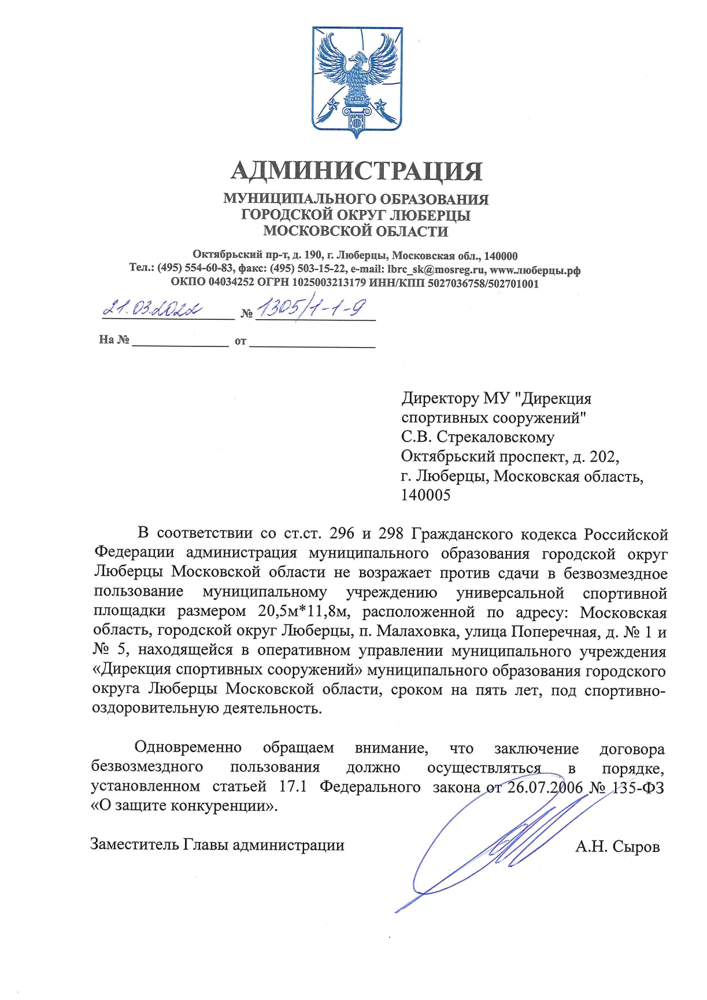 АДМИНИСТРАЦИЯ
МУНИЦИПАЛЬНОГО ОБРАЗОВАНИЯ
ГОРОДСКОЙ ОКРУГ ЛЮБЕРЦЫ
МОСКОВСКОЙ ОБЛАСТИ
Октябрьский пр-т, д. 190, г. Люберцы, Московская обл., 140000
Тел.: (495) 554-60-83, факс: (495) 503-15-22, e-mail: lbrc_sk@mosreg.ru, www.люберцы.рф
ОКПО 04034252 ОГРН 1025003213179 ИНН/КПП 5027036758/502701001
21.03.2022 № 1305/1-1-9
На № от
Директору МУ "Дирекция
спортивных сооружений"
С.В. Стрекаловскому
Октябрьский проспект, д. 202,
г. Люберцы, Московская область,
140005
В соответствии со ст.ст. 296 и 298 Гражданского кодекса Российской
Федерации администрация муниципального образования городской округ
Люберцы Московской области не возражает против сдачи в безвозмездное
пользование муниципальному учреждению универсальной спортивной
площадки размером 20,5м*11,8м, расположенной по адресу: Московская
область, городской округ Люберцы, п. Малаховка, улица Поперечная, д. № 1 и
№ 5, находящейся в оперативном управлении муниципального учреждения
«Дирекция спортивных сооружений» муниципального образования городского
округа Люберцы Московской области, сроком на пять лет, под спортивно-
оздоровительную деятельность.
Одновременно обращаем внимание, что заключение договора
безвозмездного пользования должно осуществляться в порядке,
установленном статьей 17.1 Федерального закона от 26.07.2006 № 135-ФЗ
«О защите конкуренции».
Заместитель Главы администрации А.Н. Сыров